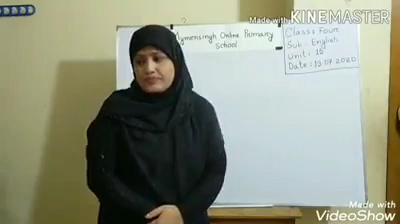 Made with KINEMASTER
Mymensingh Online Primary
School
Class: Four
Sub: English
Unit: 12
Date: 13.07.2020
Made with
VideoShow